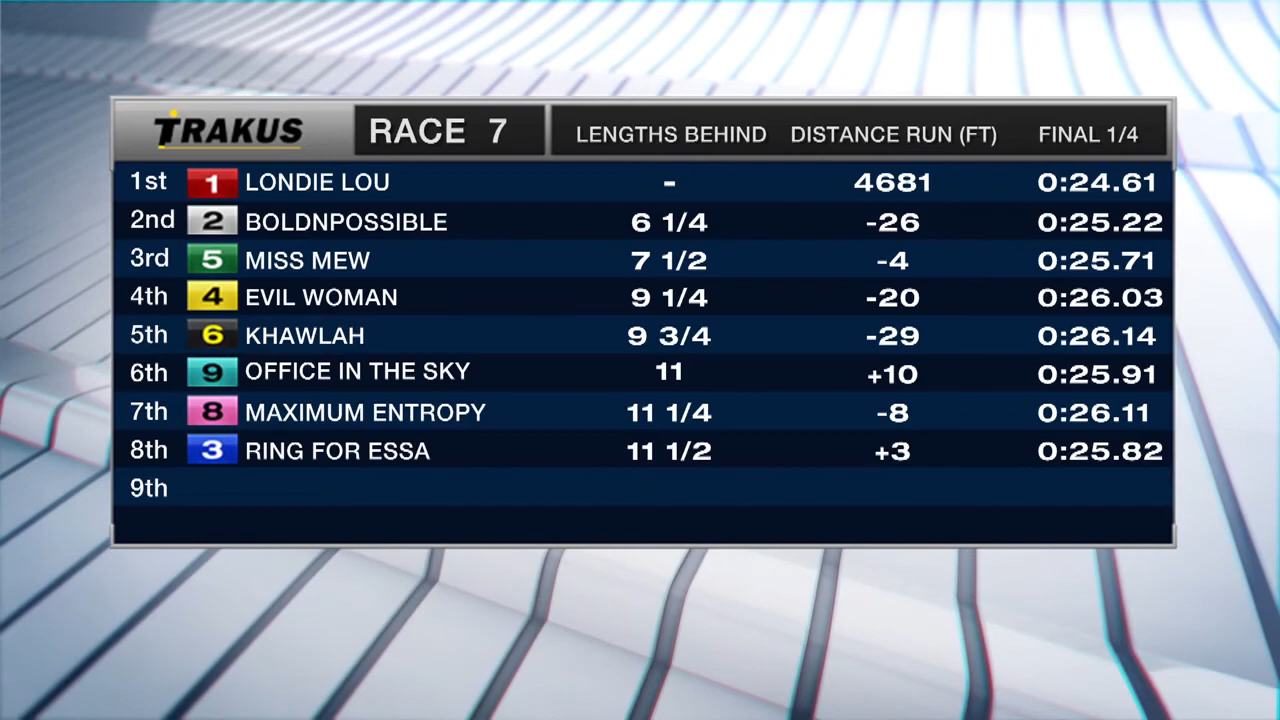 TRAKUS RACE 7 LENGTHS BEHIND DISTANCE RUN (FT) FINAL 1/4
1st 1 LONDIE LOU - 4681 0:24.61
2nd 2 BOLDNPOSSIBLE 6 1/4 -26 0:25.22
3rd 5 MISS MEW 7 1/2 -4 0:25.71
4th 4 EVIL WOMAN 9 1/4 -20 0:26.03
5th 6 KHAWLAH 9 3/4 -29 0:26.14
6th 9 OFFICE IN THE SKY 11 +10 0:25.91
7th 8 MAXIMUM ENTROPY 11 1/4 -8 0:26.11
8th 3 RING FOR ESSA 11 1/2 +3 0:25.82
9th